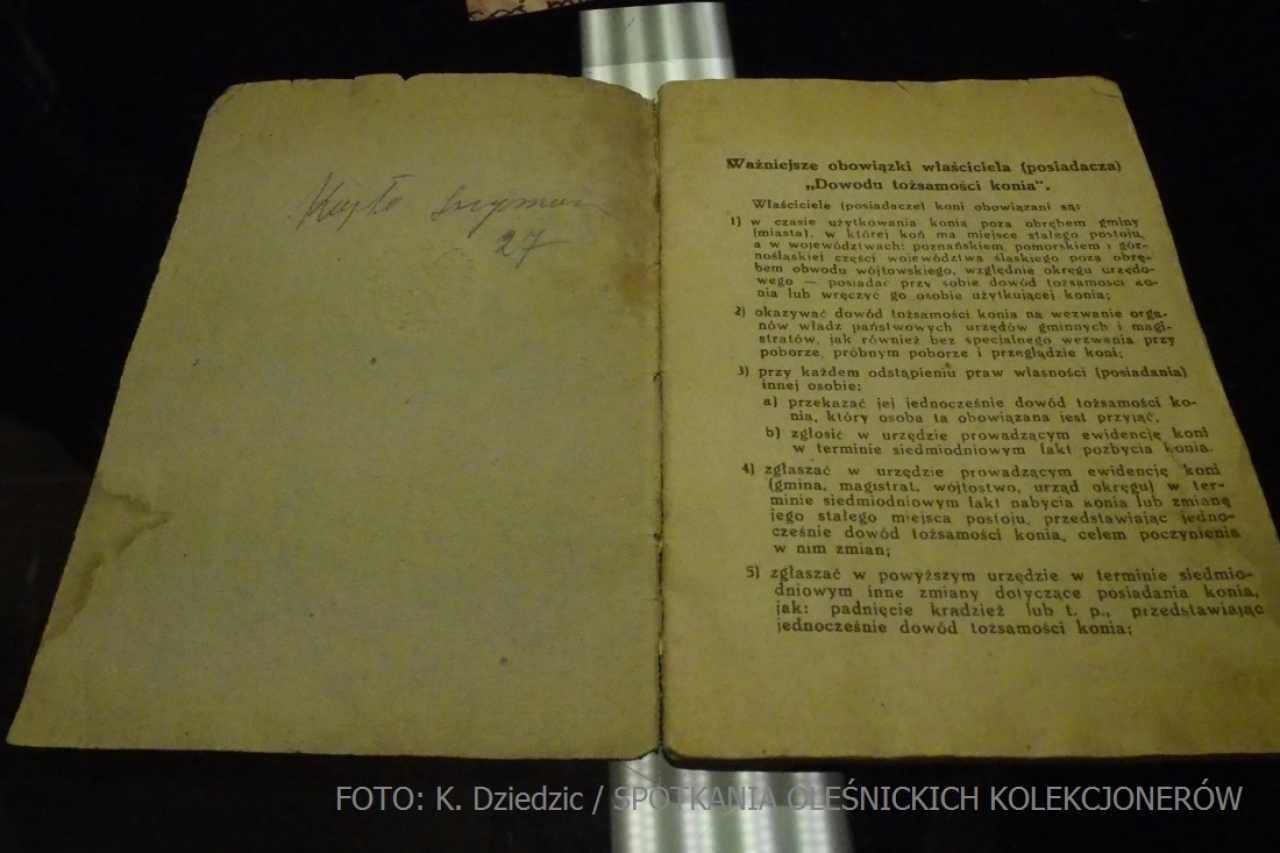 27
Ważniejsze obowiązki właściciela (posiadacza)
„Dowodu tożsamości konia".
Właściciele (posiadacze) koni obowiązani są:
1) w czasie użytkowania konia poza obrębem gminy
(miasta), w której koń ma miejsce stałego postoju,
a w województwach: poznańskiem, pomorskiem i gór-
nośląskiej części województwa śląskiego poza obrę-
bem obwodu wójtowskiego, względnie okręgu urzędo-
wego — posiadać przy sobie dowód tożsamości ko-
nia lub wręczyć go osobie użytkującej konia;
2) okazywać dowód tożsamości konia na wezwanie orga-
nów władz państwowych urzędów gminnych i magi-
stratów, jak również bez specjalnego wezwania przy
poborze, próbnym poborze i przeglądzie koni;
3) przy każdem odstąpieniu praw własności (posiadania)
innej osobie:
a) przekazać jej jednocześnie dowód tożsamości ko-
nia, który osoba ta obowiązana jest przyjąć,
b) zgłosić w urzędzie prowadzącym ewidencję koni
w terminie siedmiodniowym fakt pozbycia konia.
4) zgłaszać w urzędzie prowadzącym ewidencję koni
(gmina, magistrat, wójtostwo, urząd okręgu) w ter-
minie siedmiodniowym fakt nabycia konia lub zmianę
jego stałego miejsca postoju, przedstawiając jedno-
cześnie dowód tożsamości konia, celem poczynienia
w nim zmian;
5) zgłaszać w powyższym urzędzie w terminie siedmio-
dniowym inne zmiany dotyczące posiadania konia,
jak: padnięcie kradzież lub t. p., przedstawiając
jednocześnie dowód tożsamości konia;
FOTO: K. Dziedzic / SPOTKANIA OLEŚNICKICH KOLEKCJONERÓW